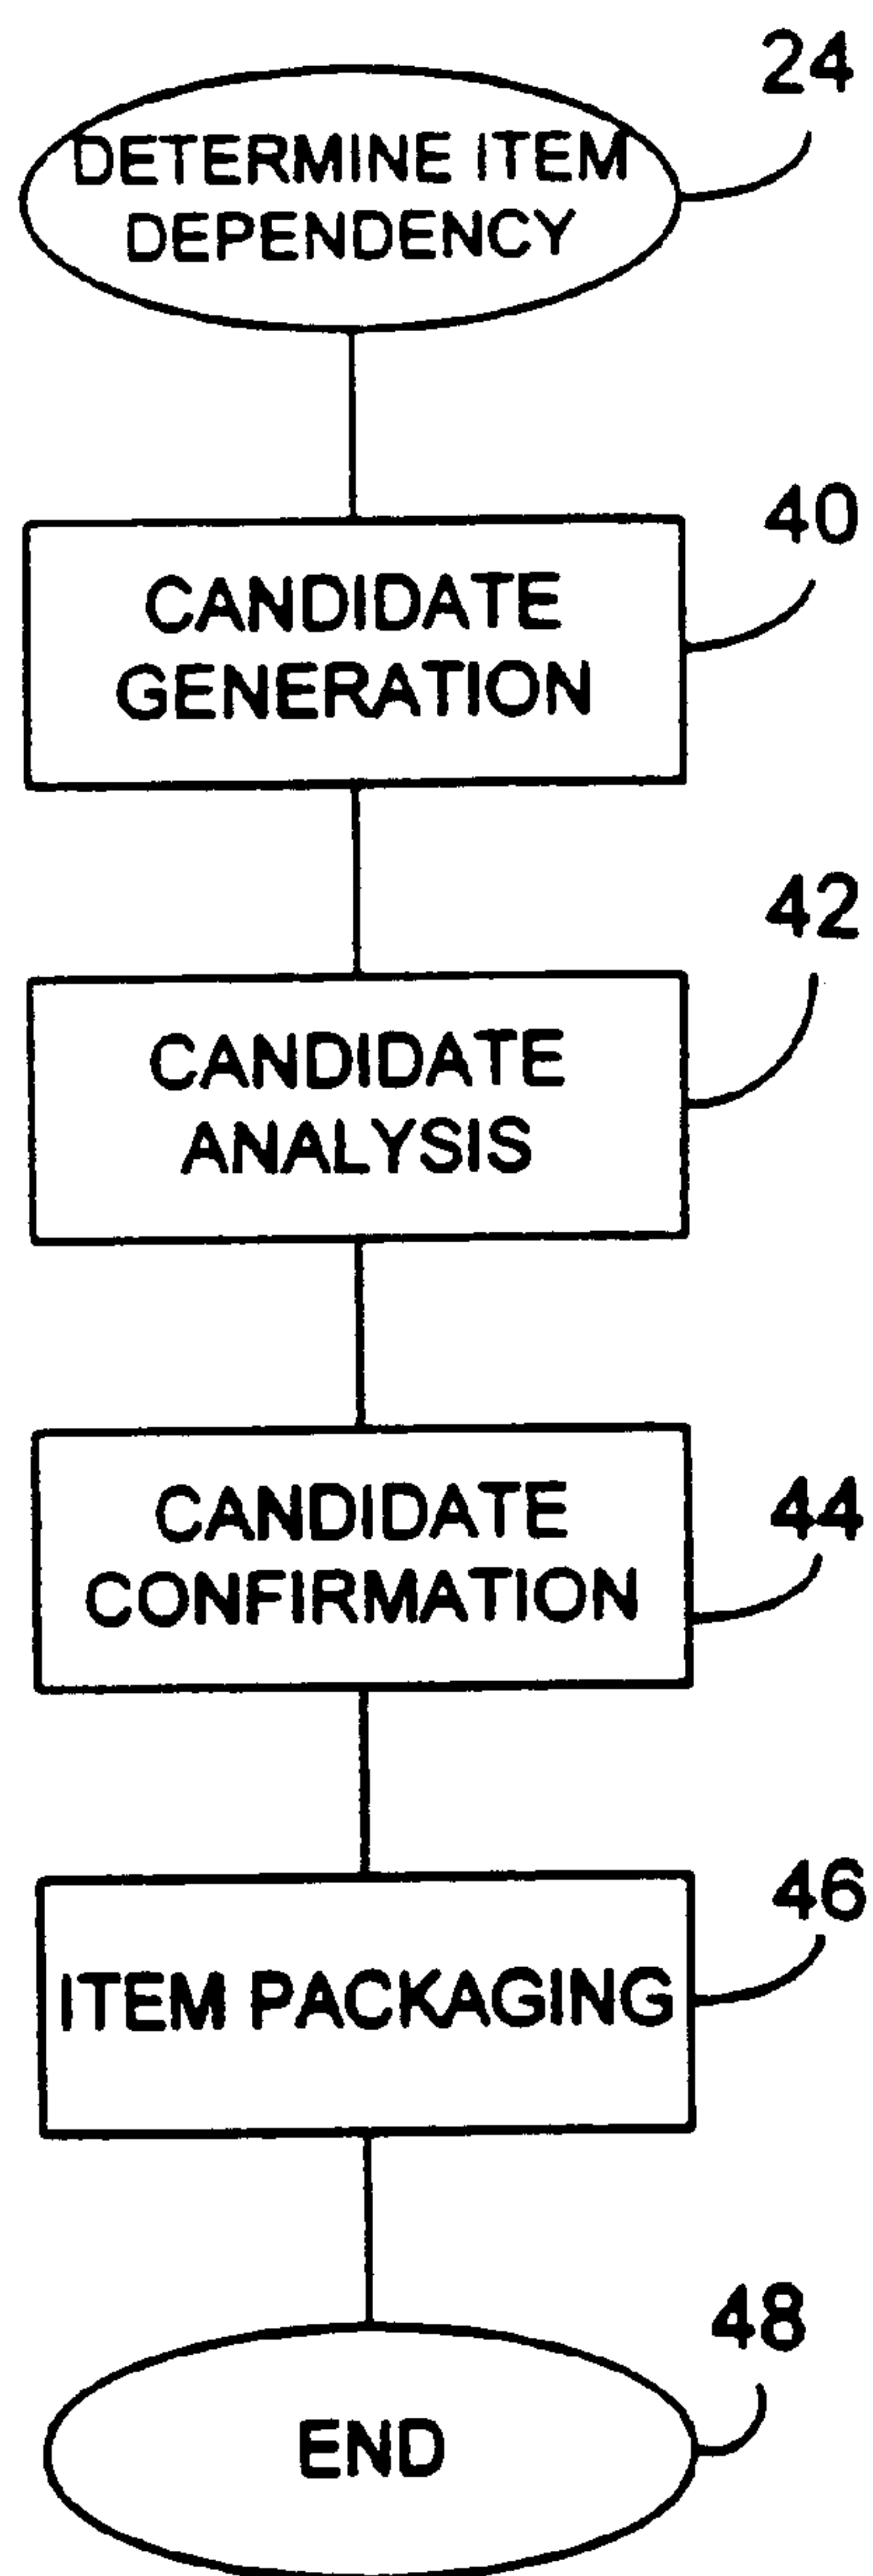 24
DETERMINE ITEM
DEPENDENCY
40
CANDIDATE
GENERATION
42
CANDIDATE
ANALYSIS
44
CANDIDATE
CONFIRMATION
46
ITEM PACKAGING
48
END